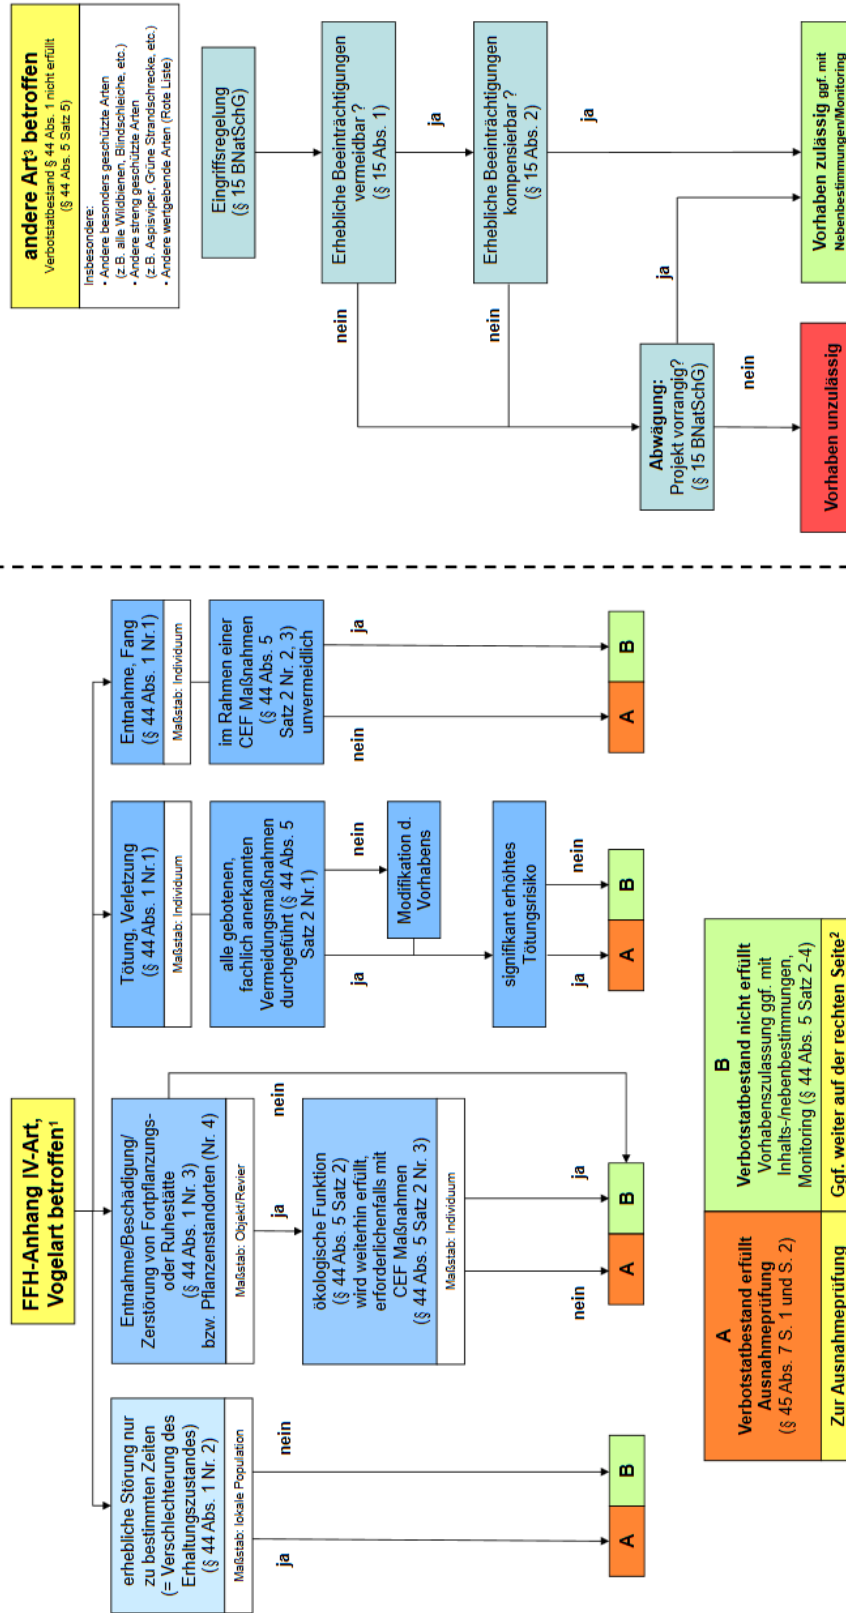 FFH-Anhang IV-Art,
Vogelart betroffen¹
erhebliche Störung nur
zu bestimmten Zeiten
(= Verschlechterung des
Erhaltungszustandes)
(§ 44 Abs. 1 Nr. 2)
Maßstab: lokale Population
ja
nein
A
B
Entnahme/Beschädigung/
Zerstörung von Fortpflanzungs-
oder Ruhestätte
(§ 44 Abs. 1 Nr. 3)
bzw. Pflanzenstandorten (Nr. 4)
Maßstab: Objekt/Revier
ja
nein
ökologische Funktion
(§ 44 Abs. 5 Satz 2)
wird weiterhin erfüllt,
erforderlichenfalls mit
CEF Maßnahmen
(§ 44 Abs. 5 Satz 2 Nr. 3)
Maßstab: Individuum
nein
ja
A
B
Tötung, Verletzung
(§ 44 Abs. 1 Nr.1)
Maßstab: Individuum
alle gebotenen,
fachlich anerkannten
Vermeidungsmaßnahmen
durchgeführt (§ 44 Abs. 5
Satz 2 Nr.1)
ja
nein
Modifikation d.
Vorhabens
signifikant erhöhtes
Tötungsrisiko
ja
nein
A
B
Entnahme, Fang
(§ 44 Abs. 1 Nr.1)
Maßstab: Individuum
im Rahmen einer
CEF Maßnahmen
(§ 44 Abs. 5
Satz 2 Nr. 2, 3)
unvermeidlich
nein
ja
A
B
A
Verbotstatbestand erfüllt
Ausnahmeprüfung
(§ 45 Abs. 7 S. 1 und S. 2)
Zur Ausnahmeprüfung
B
Verbotstatbestand nicht erfüllt
Vorhabenszulassung ggf. mit
Inhalts-/nebenbestimmungen,
Monitoring (§ 44 Abs. 5 Satz 2-4)
Ggf. weiter auf der rechten Seite²
andere Art³ betroffen
Verbotstatbestand § 44 Abs. 1 nicht erfüllt
(§ 44 Abs. 5 Satz 5)
Insbesondere:
• Andere besonders geschützte Arten
(z.B. alle Wildbienen, Blindschleiche, etc.)
• Andere streng geschützte Arten
(z.B. Aspisviper, Grüne Strandschrecke, etc.)
• Andere wertgebende Arten (Rote Liste)
Eingriffsregelung
(§ 15 BNatSchG)
Erhebliche Beeinträchtigungen
vermeidbar ?
(§ 15 Abs. 1)
nein
ja
Erhebliche Beeinträchtigungen
kompensierbar ?
(§ 15 Abs. 2)
nein
ja
Abwägung:
Projekt vorrangig?
(§ 15 BNatSchG)
nein
ja
Vorhaben unzulässig
Vorhaben zulässig ggf. mit
Nebenbestimmungen/Monitoring